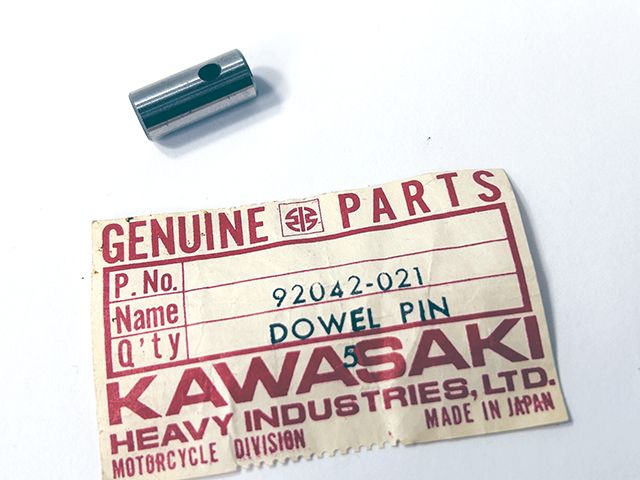 GENUINE PARTS
P. No. 92042-021
Name DOWEL PIN
Q'ty 5
KAWASAKI
HEAVY INDUSTRIES, LTD.
MOTORCYCLE DIVISION MADE IN JAPAN